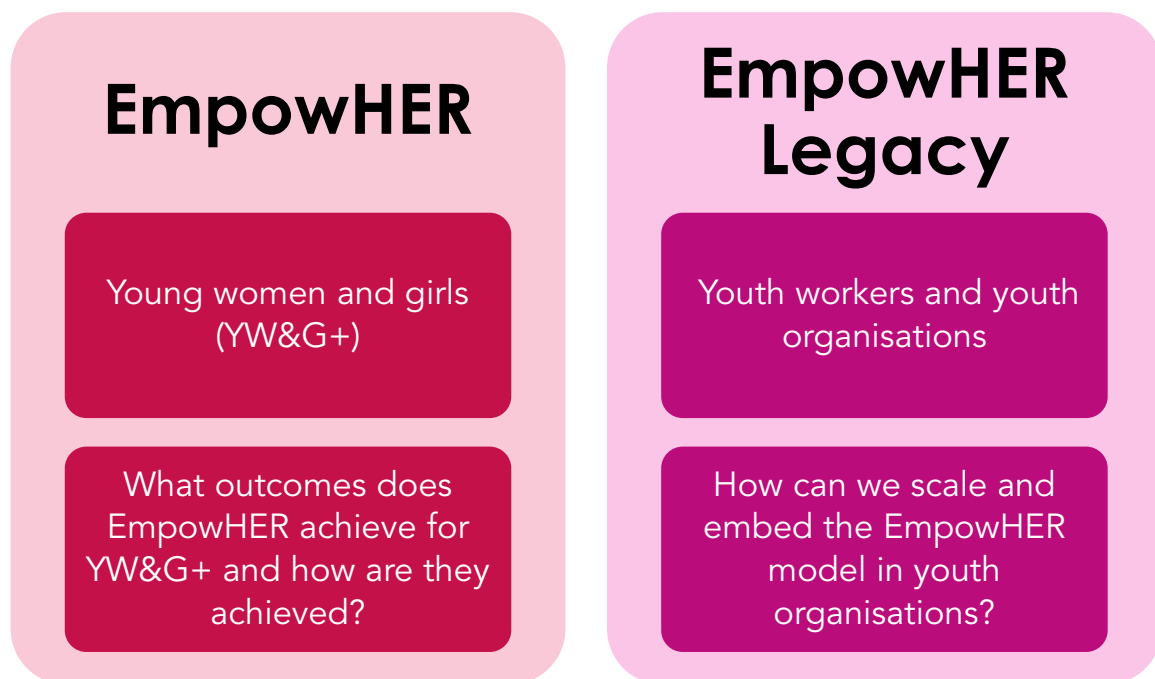 EmpowHER
Young women and girls
(YW&G+)
What outcomes does
EmpowHER achieve for
YW&G+ and how are they
achieved?
EmpowHER
Legacy
Youth workers and youth
organisations
How can we scale and
embed the EmpowHER
model in youth
organisations?